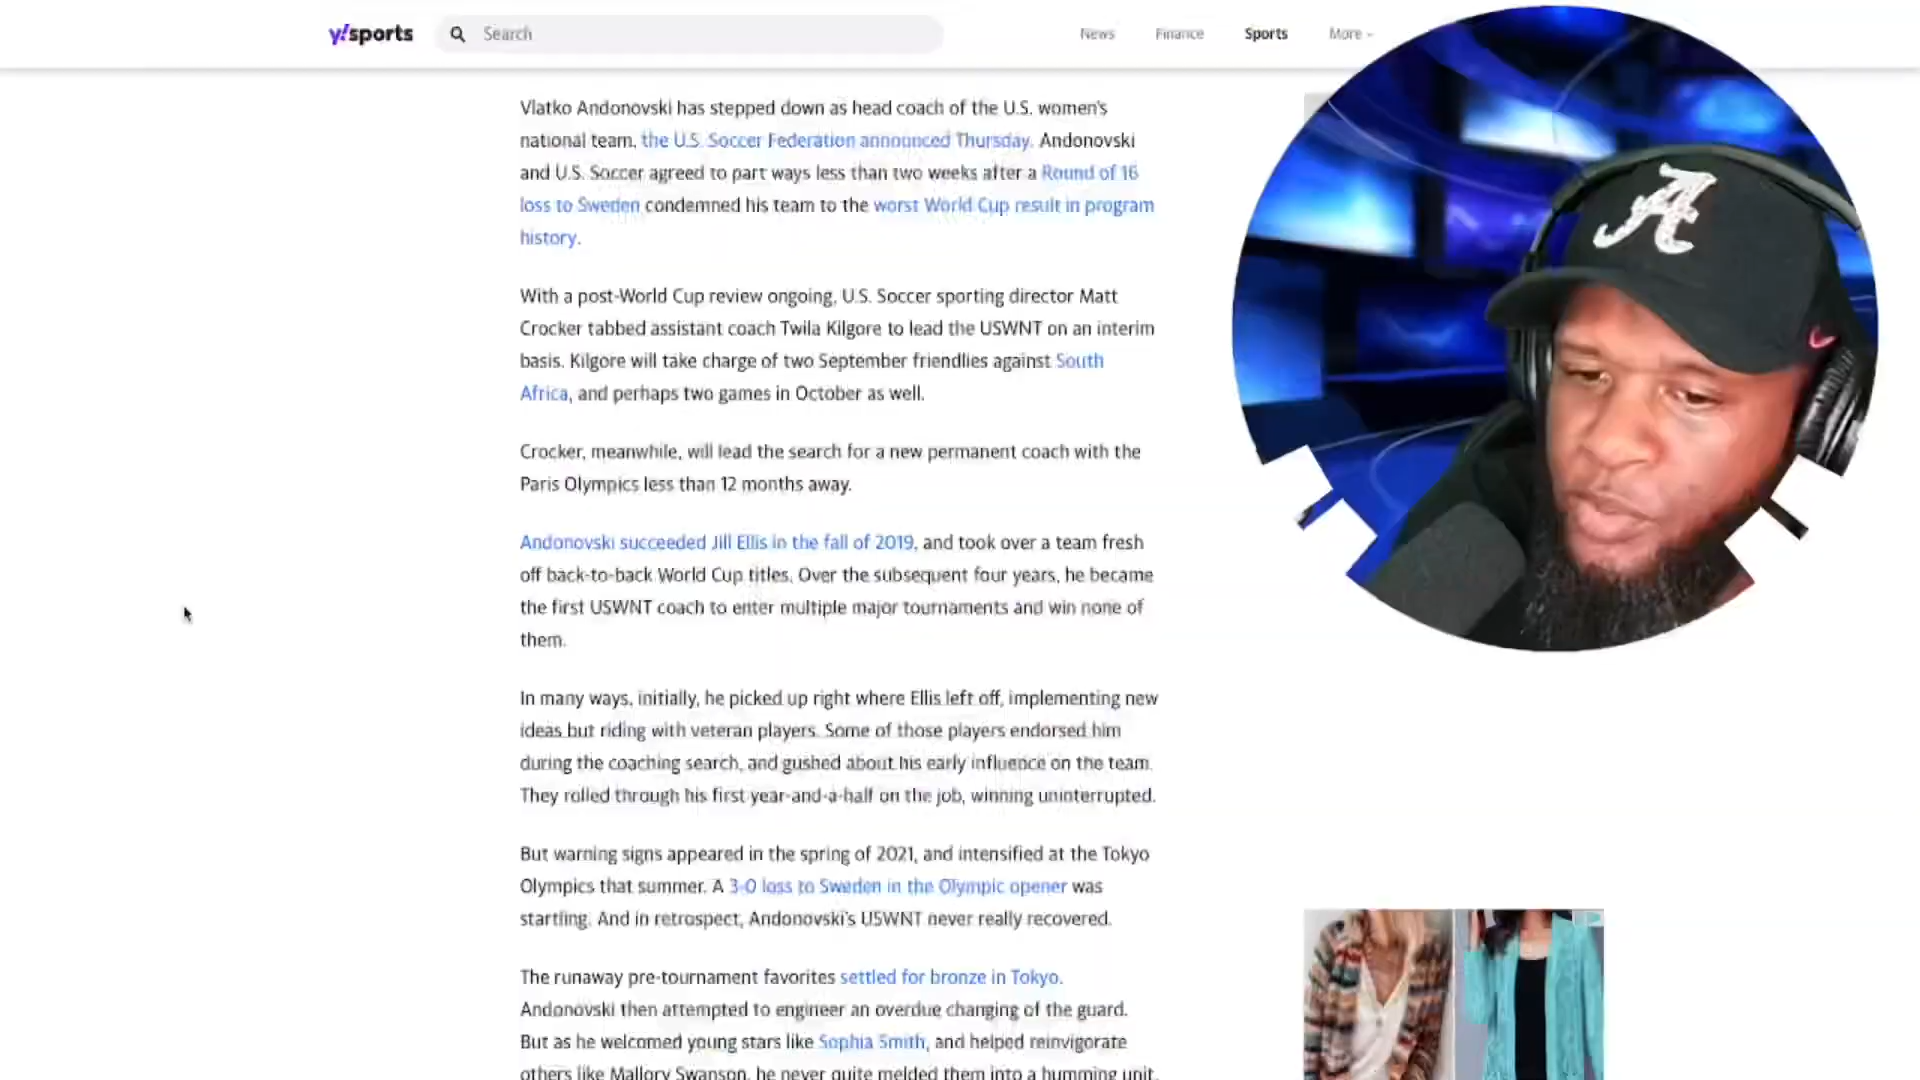 y!sports
Search
News
Finance
Sports
More
Vlatko Andonovski has stepped down as head coach of the U.S. women's
national team, the U.S. Soccer Federation announced Thursday. Andonovski
and U.S. Soccer agreed to part ways less than two weeks after a Round of 16
loss to Sweden condemned his team to the worst World Cup result in program
history.
With a post-World Cup review ongoing, U.S. Soccer sporting director Matt
Crocker tabbed assistant coach Twila Kilgore to lead the USWNT on an interim
basis. Kilgore will take charge of two September friendlies against South
Africa, and perhaps two games in October as well.
Crocker, meanwhile, will lead the search for a new permanent coach with the
Paris Olympics less than 12 months away.
Andonovski succeeded Jill Ellis in the fall of 2019, and took over a team fresh
off back-to-back World Cup titles. Over the subsequent four years, he became
the first USWNT coach to enter multiple major tournaments and win none of
them.
In many ways, initially, he picked up right where Ellis left off, implementing new
ideas but riding with veteran players. Some of those players endorsed him
during the coaching search, and gushed about his early influence on the team.
They rolled through his first year-and-a-half on the job, winning uninterrupted.
But warning signs appeared in the spring of 2021, and intensified at the Tokyo
Olympics that summer. A 3-0 loss to Sweden in the Olympic opener was
startling. And in retrospect, Andonovski's USWNT never really recovered.
The runaway pre-tournament favorites settled for bronze in Tokyo.
Andonovski then attempted to engineer an overdue changing of the guard.
But as he welcomed young stars like Sophia Smith, and helped reinvigorate
others like Mallory Swanson, he never quite melded them into a humming unit.
A